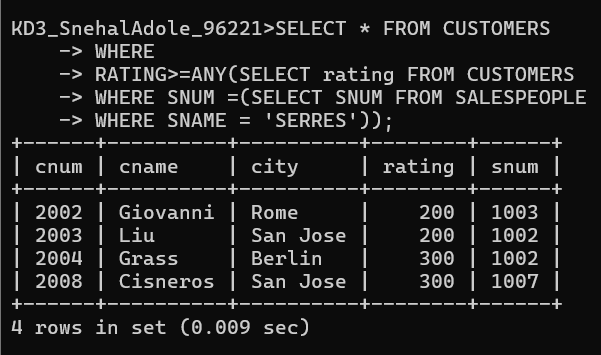 KD3_SnehalAdole_96221>SELECT * FROM CUSTOMERS
    -> WHERE
    -> RATING>=ANY(SELECT rating FROM CUSTOMERS
    -> WHERE SNUM =(SELECT SNUM FROM SALESPEOPLE
    -> WHERE SNAME = 'SERRES'));
+------+----------+----------+--------+------+
| cnum | cname    | city     | rating | snum |
+------+----------+----------+--------+------+
| 2002 | Giovanni | Rome     |    200 | 1003 |
| 2003 | Liu      | San Jose |    200 | 1002 |
| 2004 | Grass    | Berlin   |    300 | 1002 |
| 2008 | Cisneros | San Jose |    300 | 1007 |
+------+----------+----------+--------+------+
4 rows in set (0.009 sec)